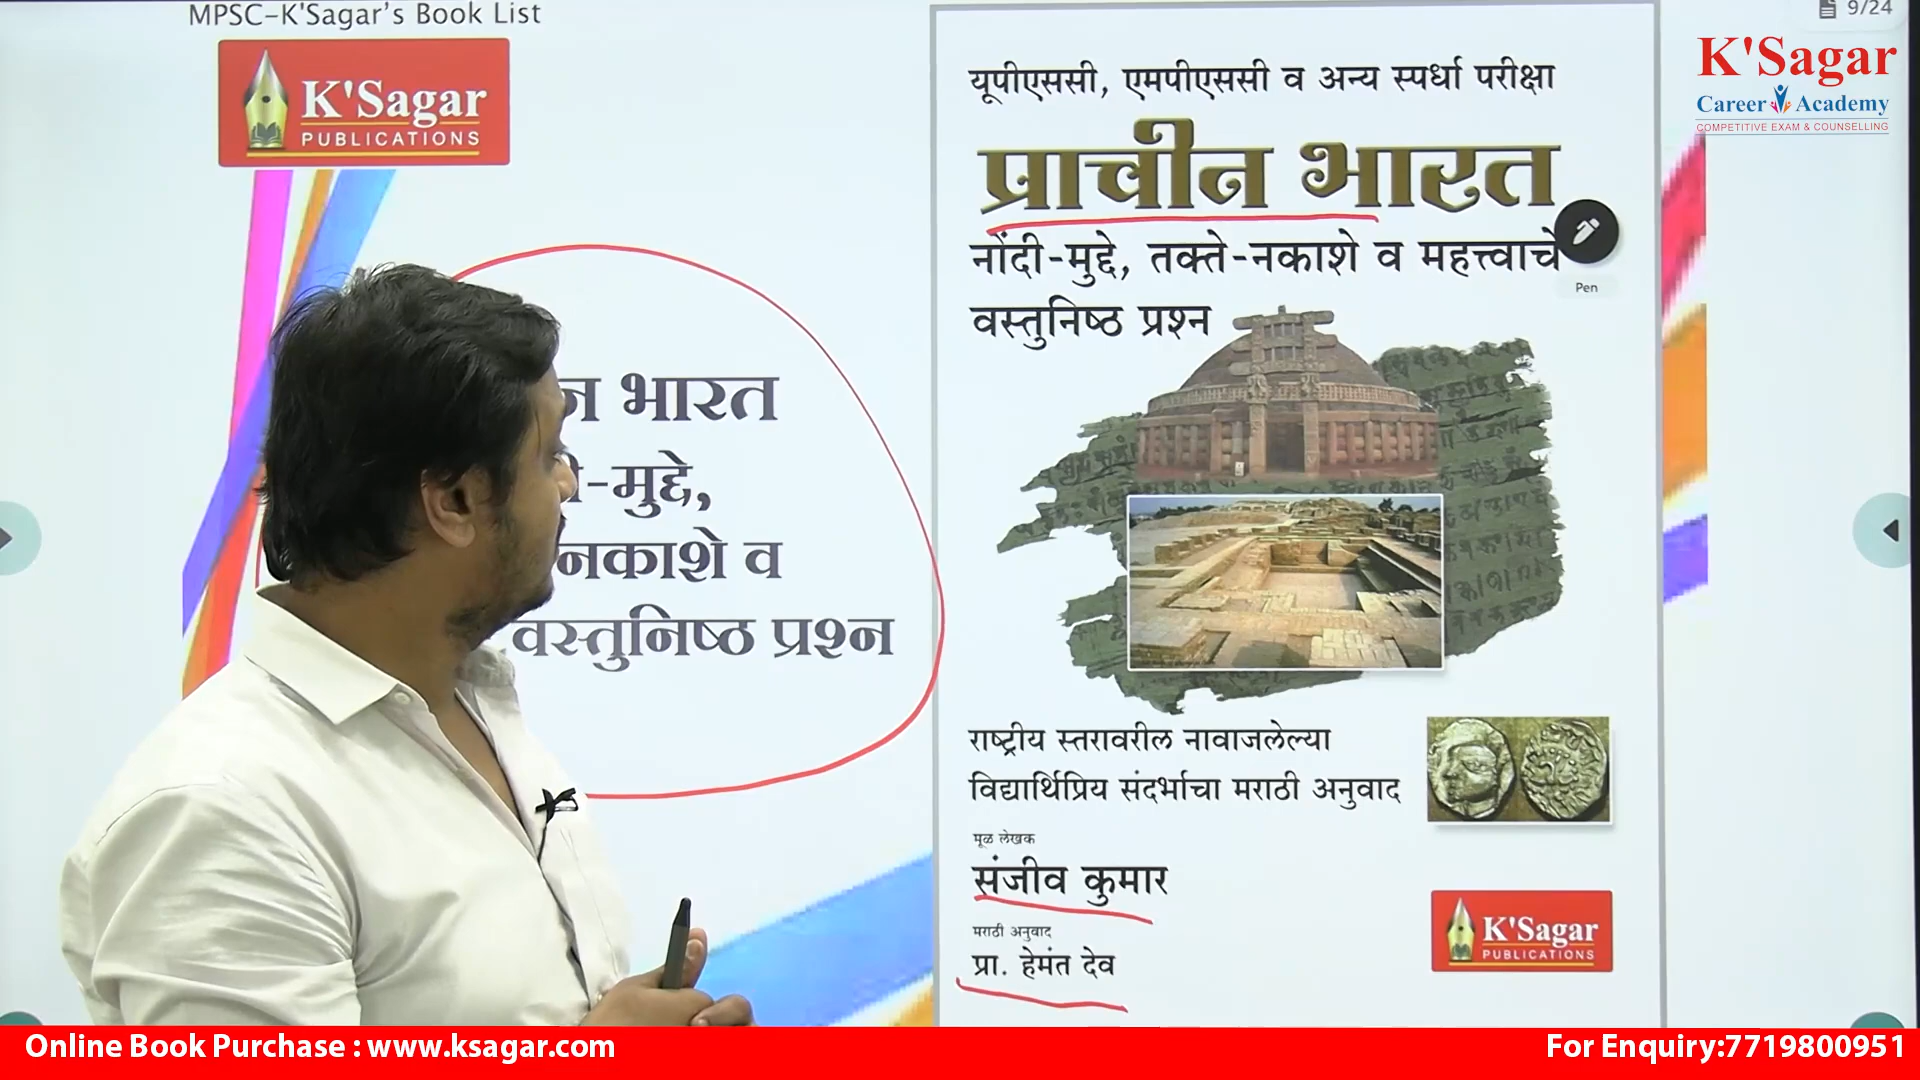 MPSC-K'Sagar's Book List
9/24
K'Sagar
PUBLICATIONS
K'Sagar
Career Academy
COMPETITIVE EXAM & COUNSELLING
भारत
-मुद्दे,
नकाशे व
वस्तुनिष्ठ प्रश्न
यूपीएससी, एमपीएससी व अन्य स्पर्धा परीक्षा
प्राचीन भारत
नोंदी-मुद्दे, तक्ते-नकाशे व महत्त्वाचे
वस्तुनिष्ठ प्रश्न
Pen
राष्ट्रीय स्तरावरील नावाजलेल्या
विद्यार्थिप्रिय संदर्भाचा मराठी अनुवाद
मूळ लेखक
संजीव कुमार
मराठी अनुवाद
प्रा. हेमंत देव
K'Sagar
PUBLICATIONS
Online Book Purchase : www.ksagar.com
For Enquiry:7719800951